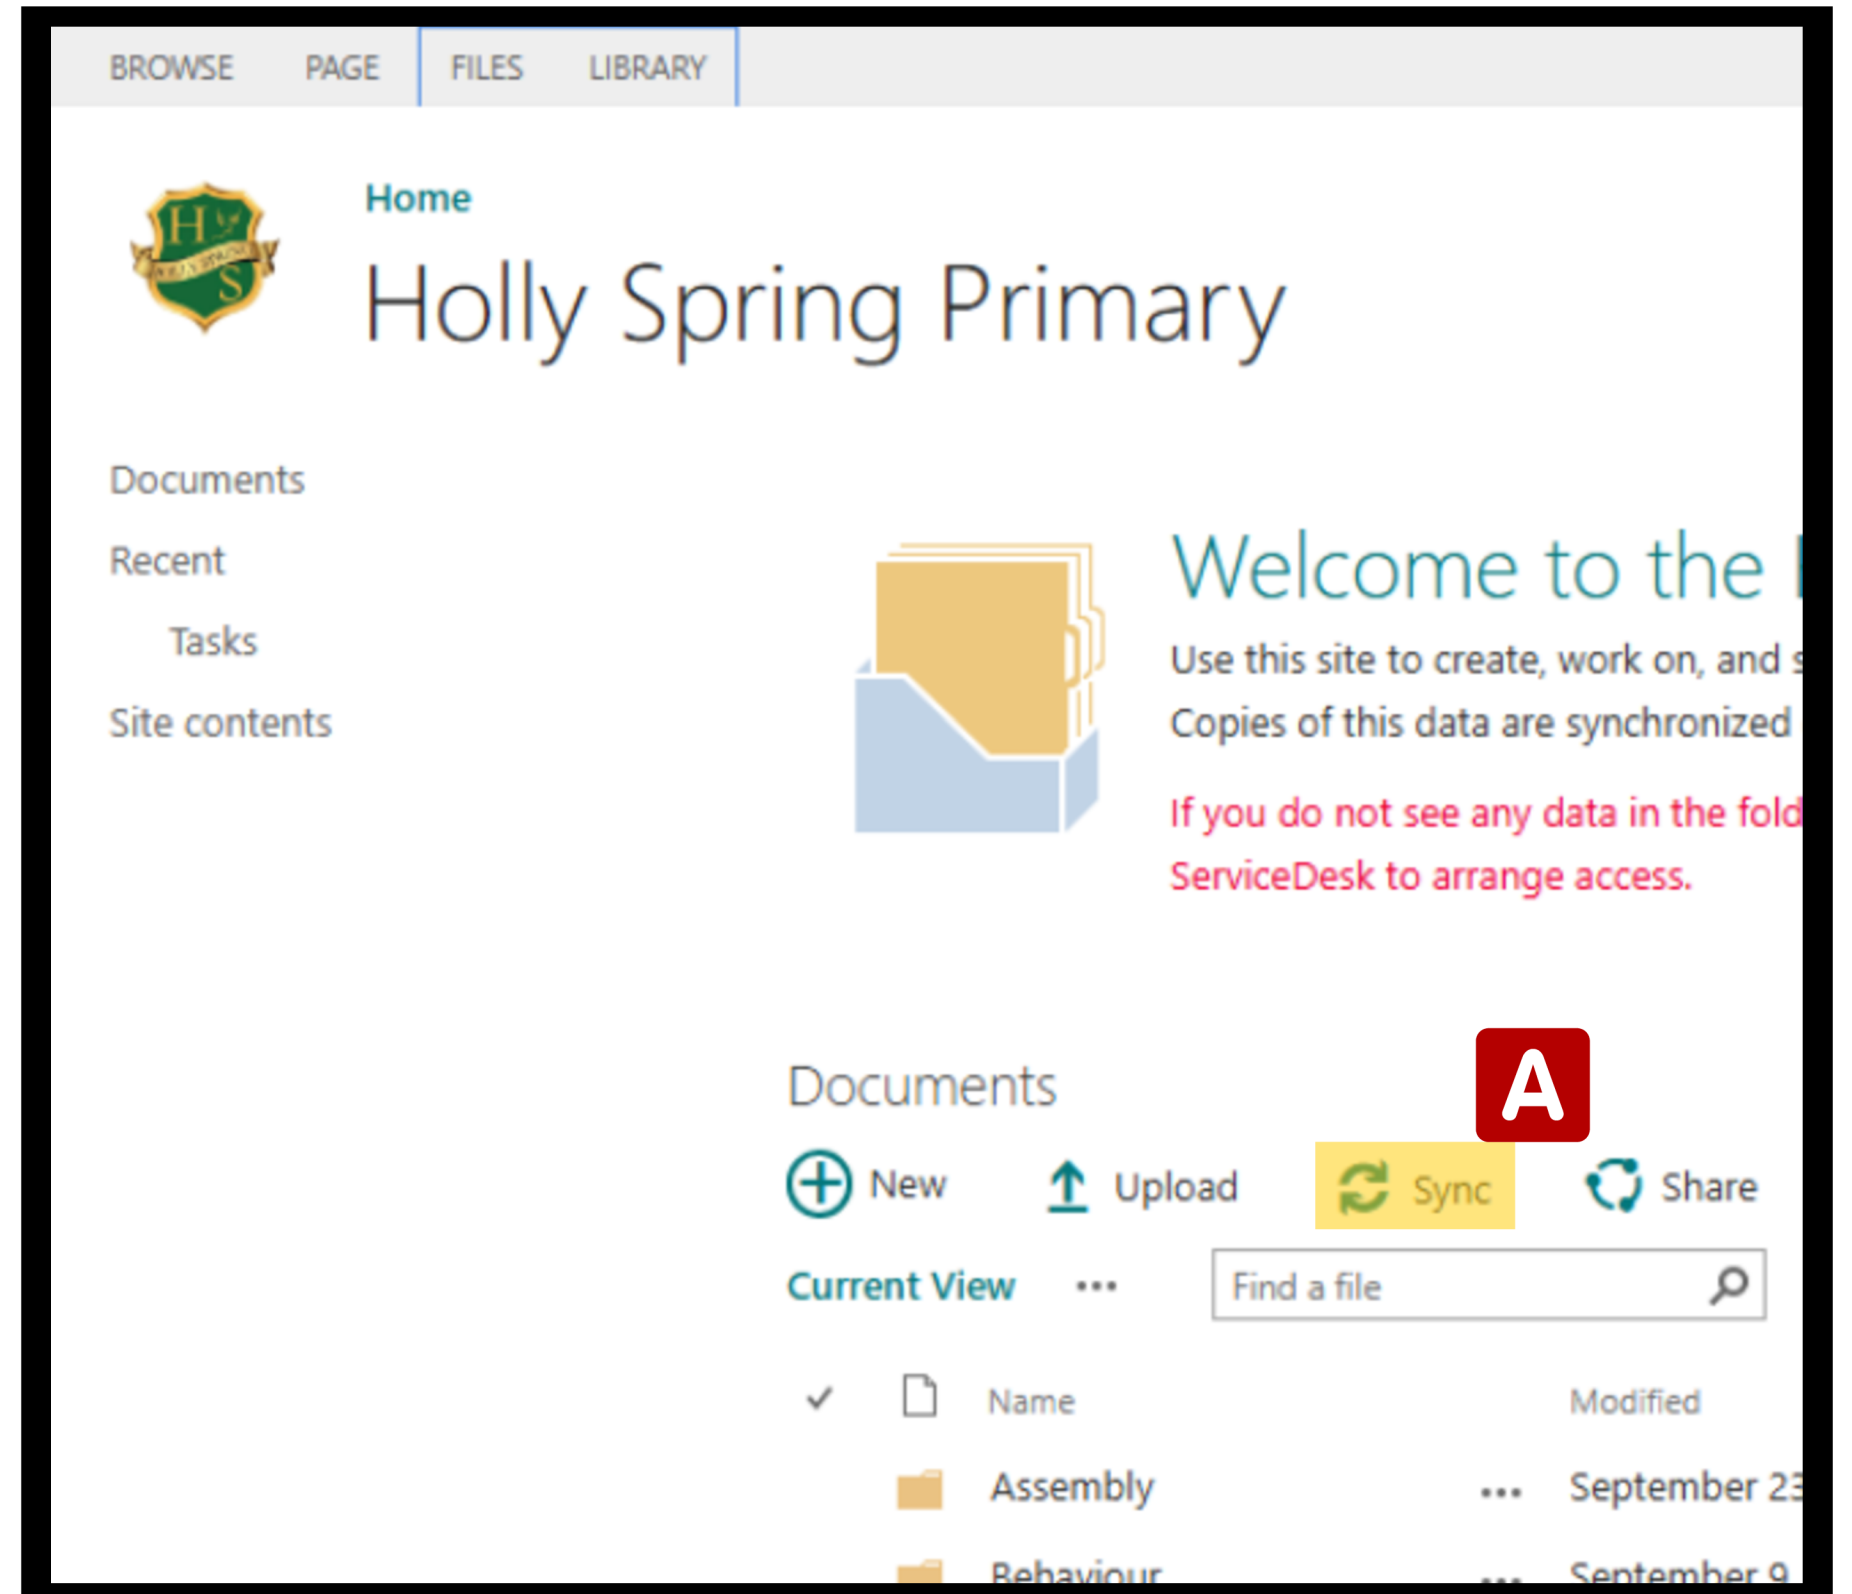 BROWSE PAGE FILES LIBRARY
H
HOLLY SPRING
S
Home
Holly Spring Primary
Documents
Recent
Tasks
Site contents
Welcome to the
Use this site to create, work on, and s
Copies of this data are synchronized
If you do not see any data in the fold
ServiceDesk to arrange access.
A
Documents
New Upload Sync Share
Current View ••• Find a file
Name Modified
Assembly ••• September 23
Behaviour ••• September 9